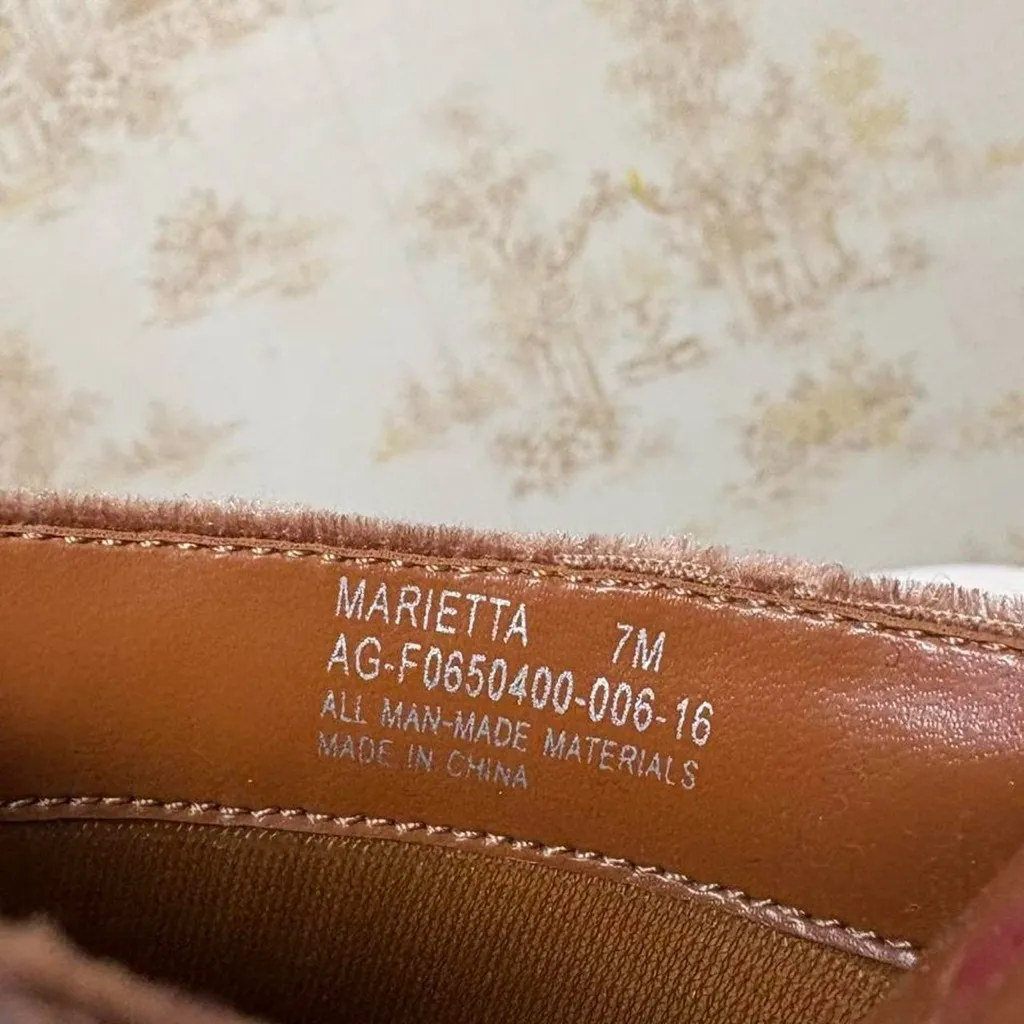 MARIETTA 7M
AG-F0650400-006-16
ALL MAN-MADE MATERIALS
MADE IN CHINA